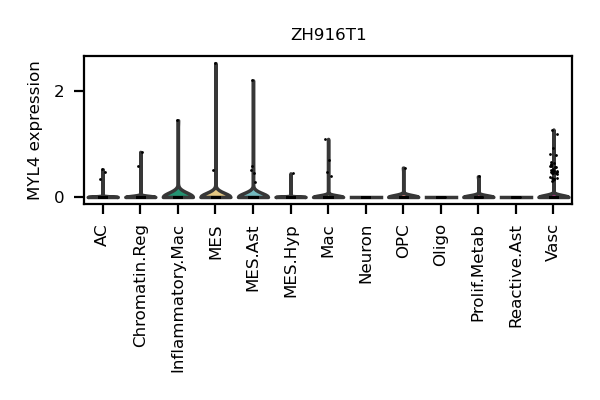 ZH916T1
MYL4 expression
2
0
AC
Chromatin.Reg
Inflammatory.Mac
MES
MES.Ast
MES.Hyp
Mac
Neuron
OPC
Oligo
Prolif.Metab
Reactive.Ast
Vasc